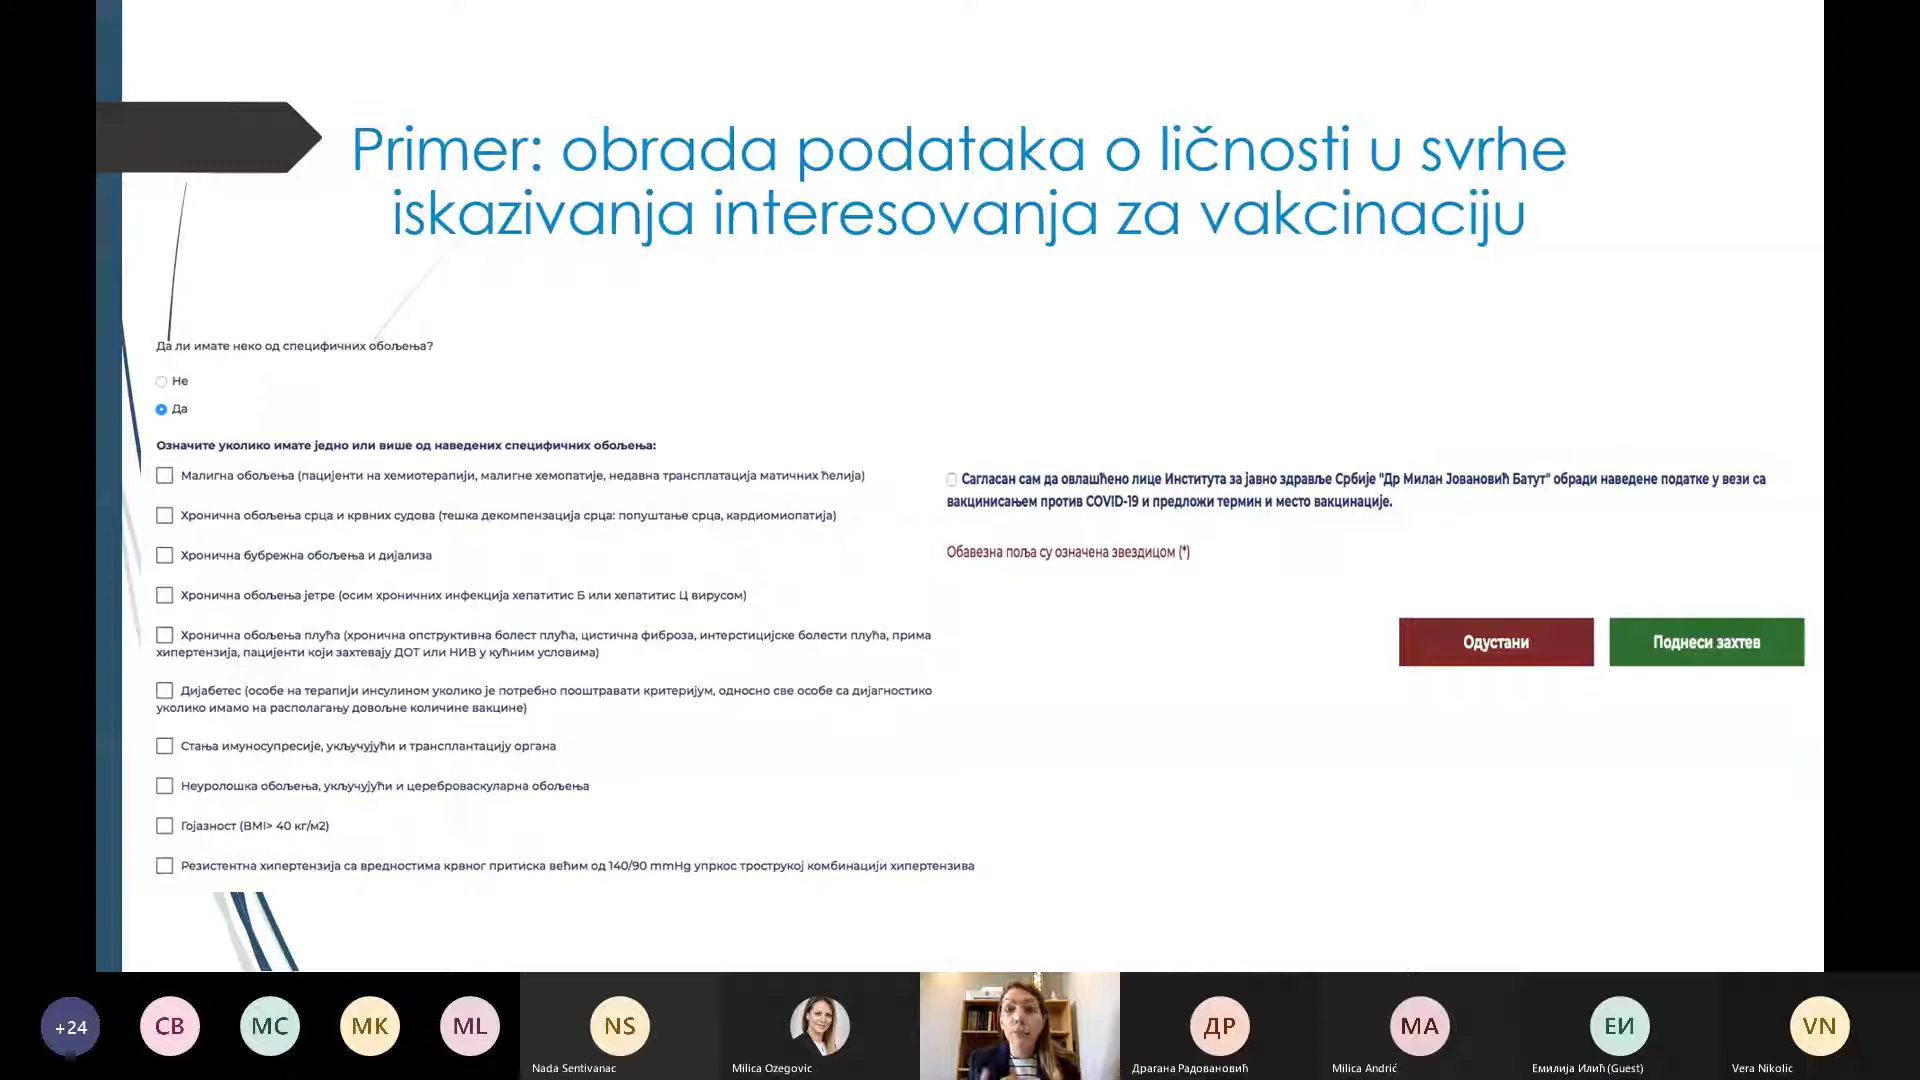 Primer: obrada podataka o ličnosti u svrhe
iskazivanja interesovanja za vakcinaciju
Да ли имате неко од специфичних обољења?
Не
Да
Означите уколико имате једно или више од наведених специфичних обољења:
Малигна обољења (пацијенти на хемиотерапији, малигне хемопатије, недавна трансплатација матичних ћелија)
Хронична обољења срца и крвних судова (тешка декомпензација срца: попуштање срца, кардиомиопатија)
Хронична бубрежна обољења и дијализа
Хронична обољења јетре (осим хроничних инфекција хепатитис Б или хепатитис Ц вирусом)
Хронична обољења плућа (хронична опструктивна болест плућа, цистична фиброза, интерстицијске болести плућа, прима
хипертензија, пацијенти који захтевају ДОТ или НИВ у кућним условима)
Дијабетес (особе на терапији инсулином уколико је потребно пооштравати критеријум, односно све особе са дијагностико
уколико имамо на располагању довољне количине вакцине)
Стања имуносупресије, укључујући и трансплантацију органа
Неуролошка обољења, укључујући и цереброваскуларна обољења
Гојазност (BMI> 40 кг/м2)
Резистентна хипертензија са вредностима крвног притиска већим од 140/90 mmHg упркос трострукој комбинацији хипертензива
Сагласан сам да овлашћено лице Института за јавно здравље Србије "Др Милан Јовановић Батут" обради наведене податке у вези са
вакцинисањем против COVID-19 и предложи термин и место вакцинације.
Обавезна поља су означена звездицом (*)
Одустани
Поднеси захтев
+24
СВ
МС
MK
ML
NS
ДР
MA
ЕИ
VN
Nada Sentivanac
Milica Ozegovic
Драгана Радовановић
Milica Andrić
Емилија Илић (Guest)
Vera Nikolic